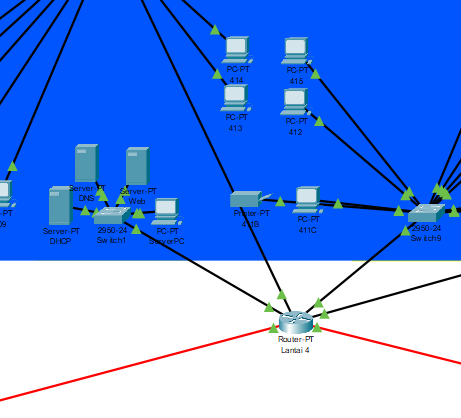 PC-PT
414
PC-PT
415
PC-PT
413
PC-PT
412
Server-PT
DNS
Server-PT
Web
-PT
09
Server-PT
DHCP
2950-24
Switch1
PC-PT
ServerPC
Printer-PT
411B
PC-PT
411C
2950-24
Switch9
Router-PT
Lantai 4